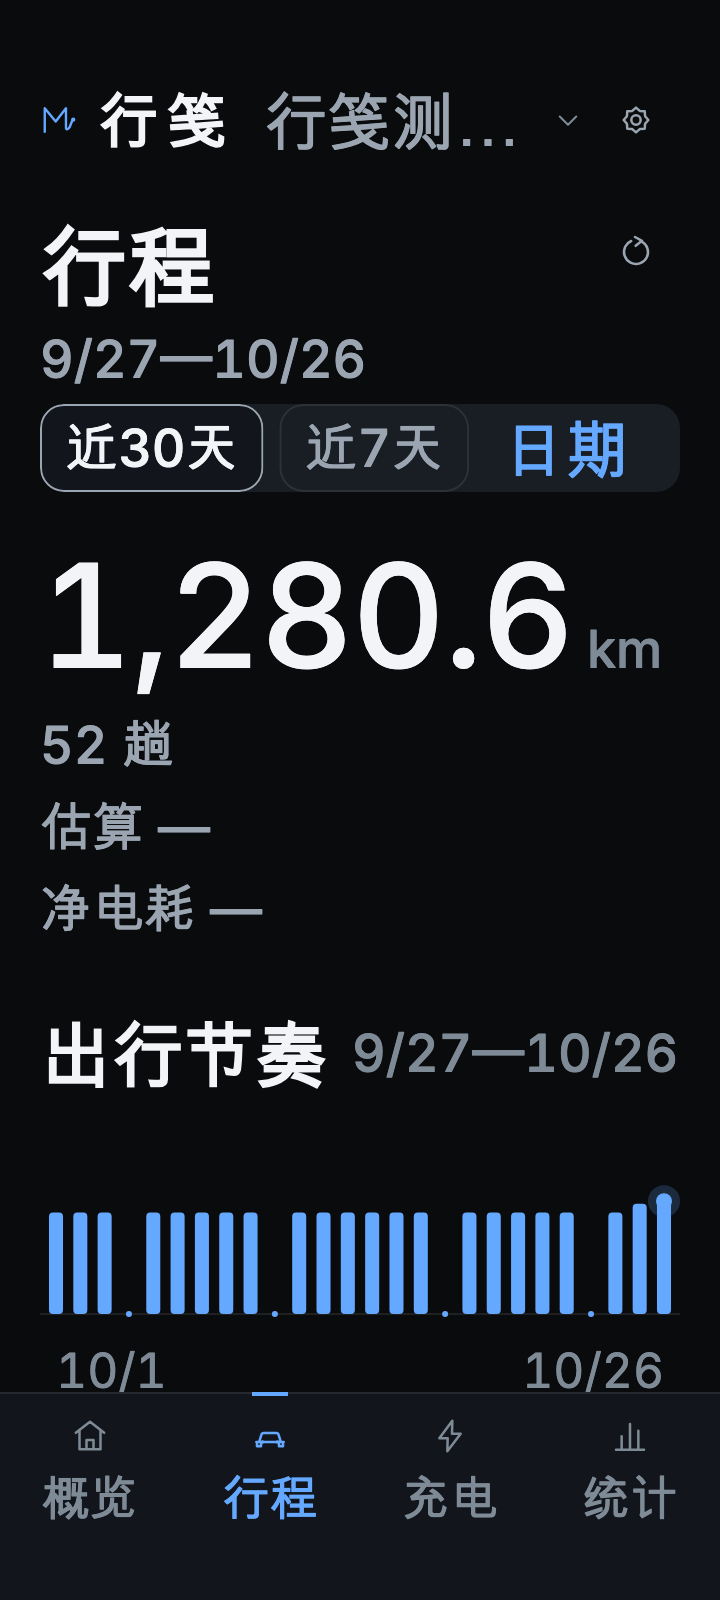 行笺 行笺测…
行程
9/27—10/26
近30天 近7天 日期
1,280.6 km
52 趟
估算 —
净电耗 —
出行节奏 9/27—10/26
10/1 10/26
概览 行程 充电 统计